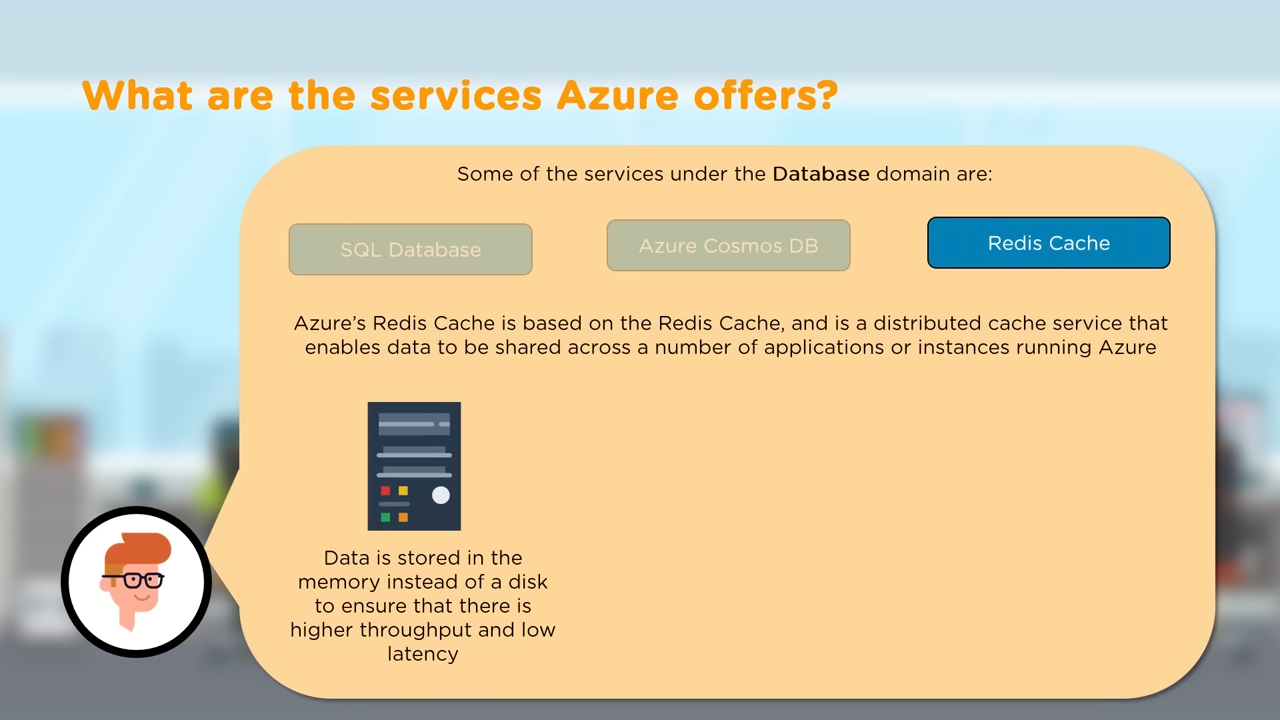 What are the services Azure offers?
Some of the services under the Database domain are:
SQL Database
Azure Cosmos DB
Redis Cache
Azure’s Redis Cache is based on the Redis Cache, and is a distributed cache service that
enables data to be shared across a number of applications or instances running Azure
Data is stored in the
memory instead of a disk
to ensure that there is
higher throughput and low
latency